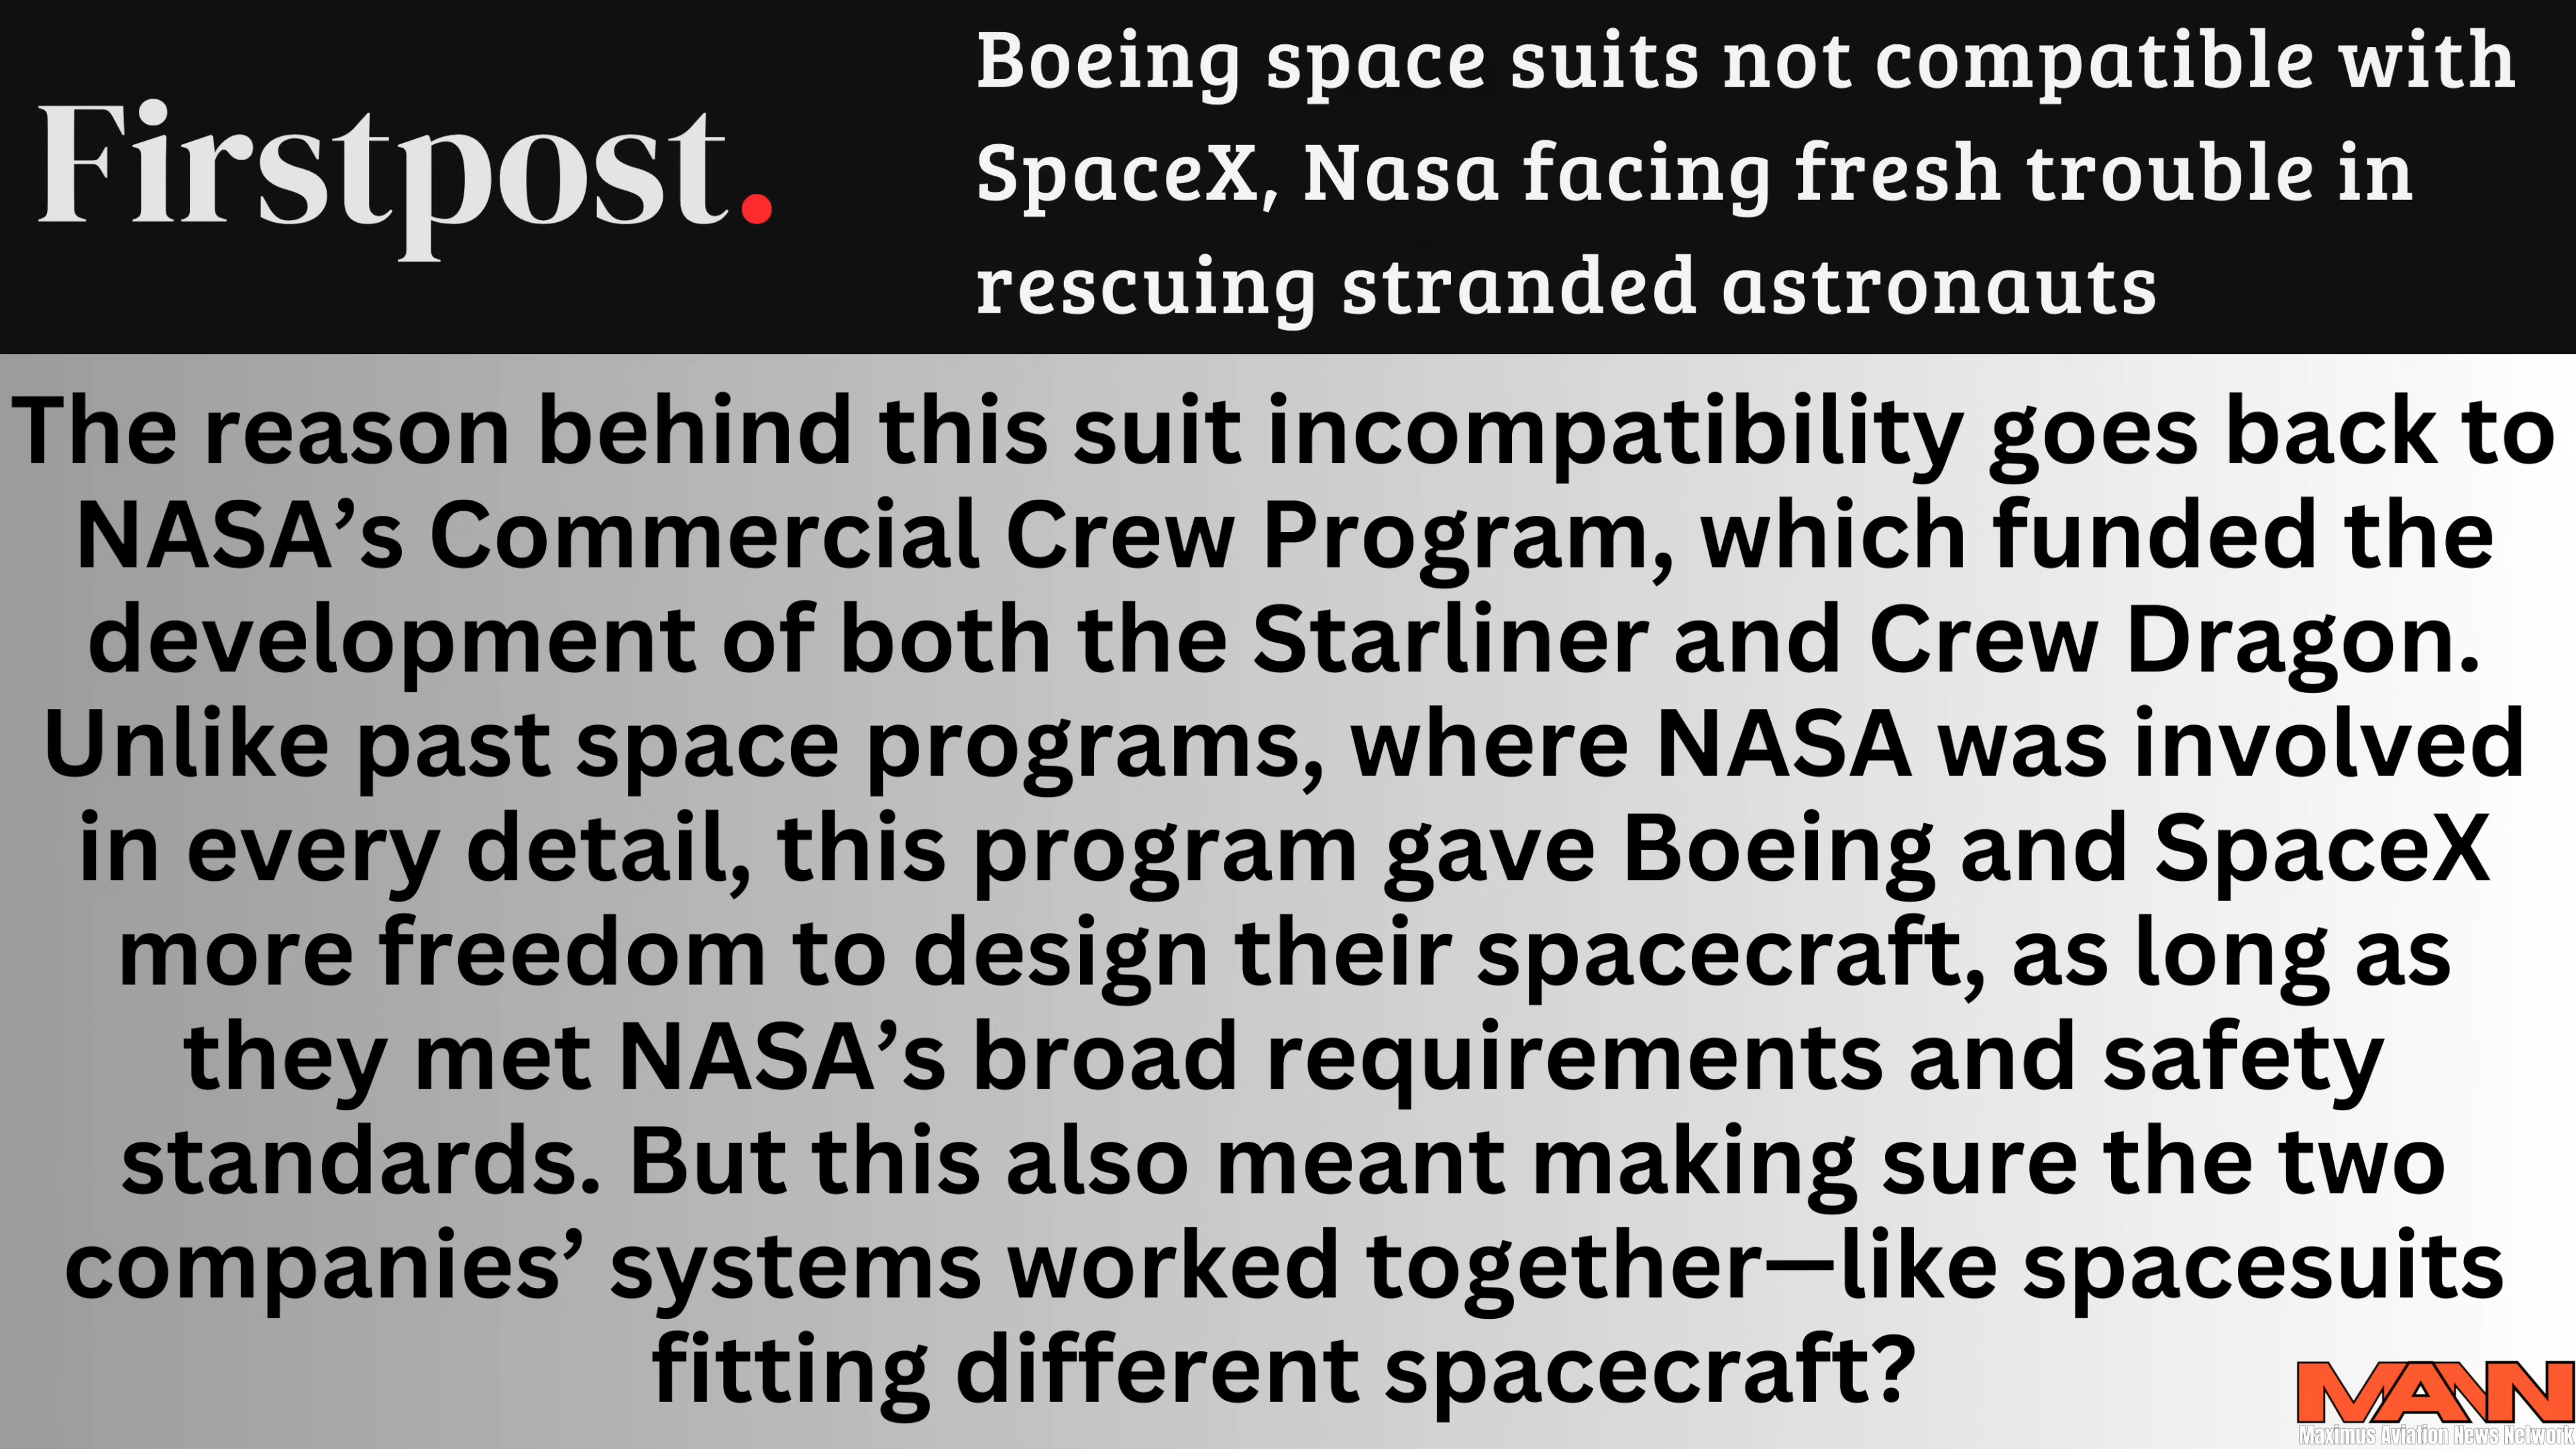 Firstpost.
Boeing space suits not compatible with
SpaceX, Nasa facing fresh trouble in
rescuing stranded astronauts
The reason behind this suit incompatibility goes back to
NASA’s Commercial Crew Program, which funded the
development of both the Starliner and Crew Dragon.
Unlike past space programs, where NASA was involved
in every detail, this program gave Boeing and SpaceX
more freedom to design their spacecraft, as long as
they met NASA’s broad requirements and safety
standards. But this also meant making sure the two
companies’ systems worked together—like spacesuits
fitting different spacecraft?
MANN
Maximus Aviation News Network